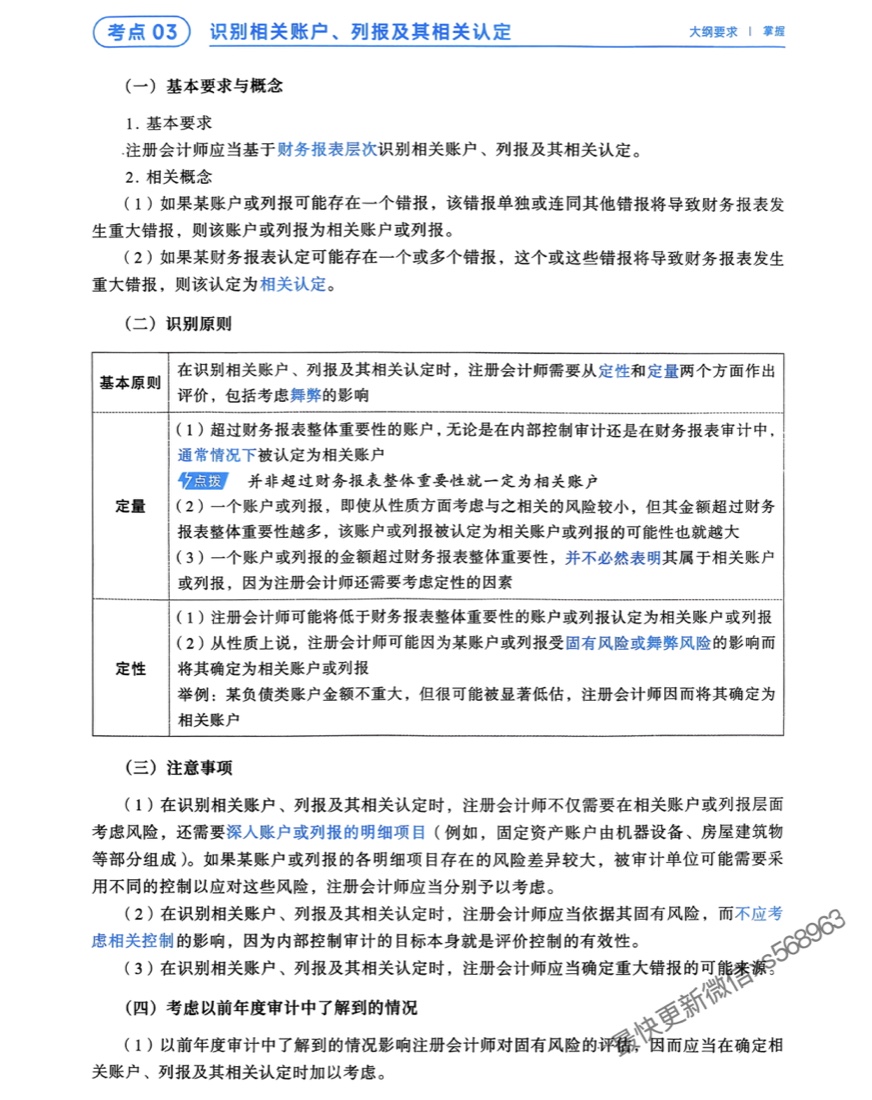 考点 03 识别相关账户、列报及其相关认定 大纲要求 | 掌握
（一）基本要求与概念
1. 基本要求
注册会计师应当基于财务报表层次识别相关账户、列报及其相关认定。
2. 相关概念
（1）如果某账户或列报可能存在一个错报，该错报单独或连同其他错报将导致财务报表发
生重大错报，则该账户或列报为相关账户或列报。
（2）如果某财务报表认定可能存在一个或多个错报，这个或这些错报将导致财务报表发生
重大错报，则该认定为相关认定。
（二）识别原则
基本原则
在识别相关账户、列报及其相关认定时，注册会计师需要从定性和定量两个方面作出
评价，包括考虑舞弊的影响
定量
（1）超过财务报表整体重要性的账户，无论是在内部控制审计还是在财务报表审计中，
通常情况下被认定为相关账户
点拨 并非超过财务报表整体重要性就一定为相关账户
（2）一个账户或列报，即使从性质方面考虑与之相关的风险较小，但其金额超过财务
报表整体重要性越多，该账户或列报被认定为相关账户或列报的可能性也就越大
（3）一个账户或列报的金额超过财务报表整体重要性，并不必然表明其属于相关账户
或列报，因为注册会计师还需要考虑定性的因素
定性
（1）注册会计师可能将低于财务报表整体重要性的账户或列报认定为相关账户或列报
（2）从性质上说，注册会计师可能因为某账户或列报受固有风险或舞弊风险的影响而
将其确定为相关账户或列报
举例：某负债类账户金额不重大，但很可能被显著低估，注册会计师因而将其确定为
相关账户
（三）注意事项
（1）在识别相关账户、列报及其相关认定时，注册会计师不仅需要在相关账户或列报层面
考虑风险，还需要深入账户或列报的明细项目（例如，固定资产账户由机器设备、房屋建筑物
等部分组成）。如果某账户或列报的各明细项目存在的风险差异较大，被审计单位可能需要采
用不同的控制以应对这些风险，注册会计师应当分别予以考虑。
（2）在识别相关账户、列报及其相关认定时，注册会计师应当依据其固有风险，而不应考
虑相关控制的影响，因为内部控制审计的目标本身就是评价控制的有效性。
（3）在识别相关账户、列报及其相关认定时，注册会计师应当确定重大错报的可能来源。
（四）考虑以前年度审计中了解到的情况
（1）以前年度审计中了解到的情况影响注册会计师对固有风险的评估，因而应当在确定相
关账户、列报及其相关认定时加以考虑。